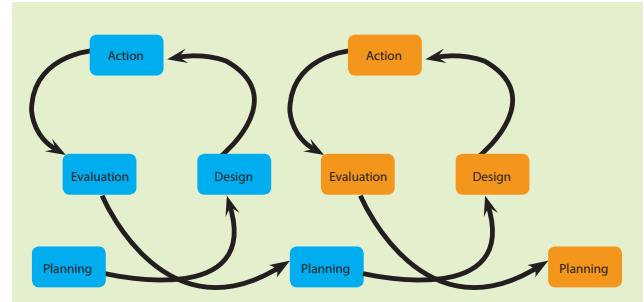 Action
Action
Evaluation
Design
Evaluation
Design
Planning
Planning
Planning